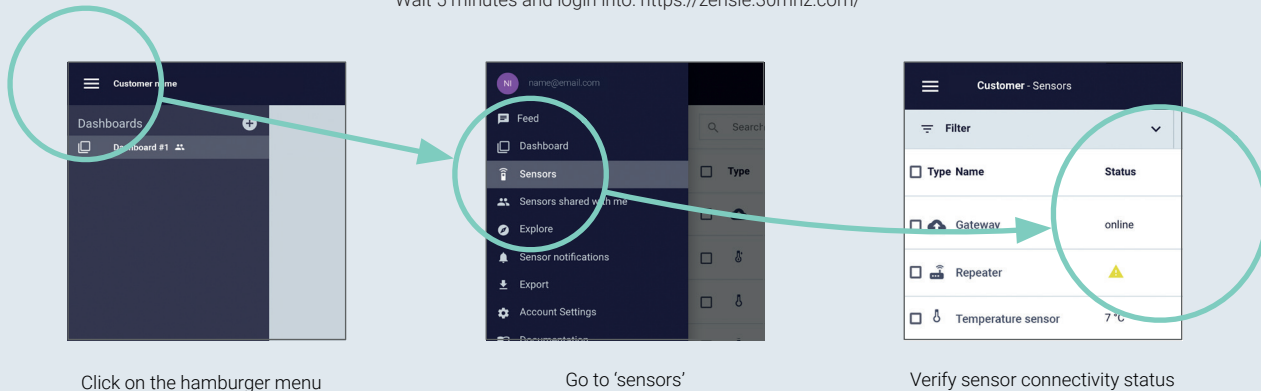 Wait 5 minutes and login into: https://zensie.30mhz.com/
Customer name
Dashboards
Dashboard #1
NI name@email.com
Feed
Dashboard
Sensors
Sensors shared with me
Explore
Sensor notifications
Export
Account Settings
Documentation
Search
Type
Customer - Sensors
Filter
Type Name Status
Gateway online
Repeater
Temperature sensor 7 °C
Click on the hamburger menu
Go to ‘sensors’
Verify sensor connectivity status